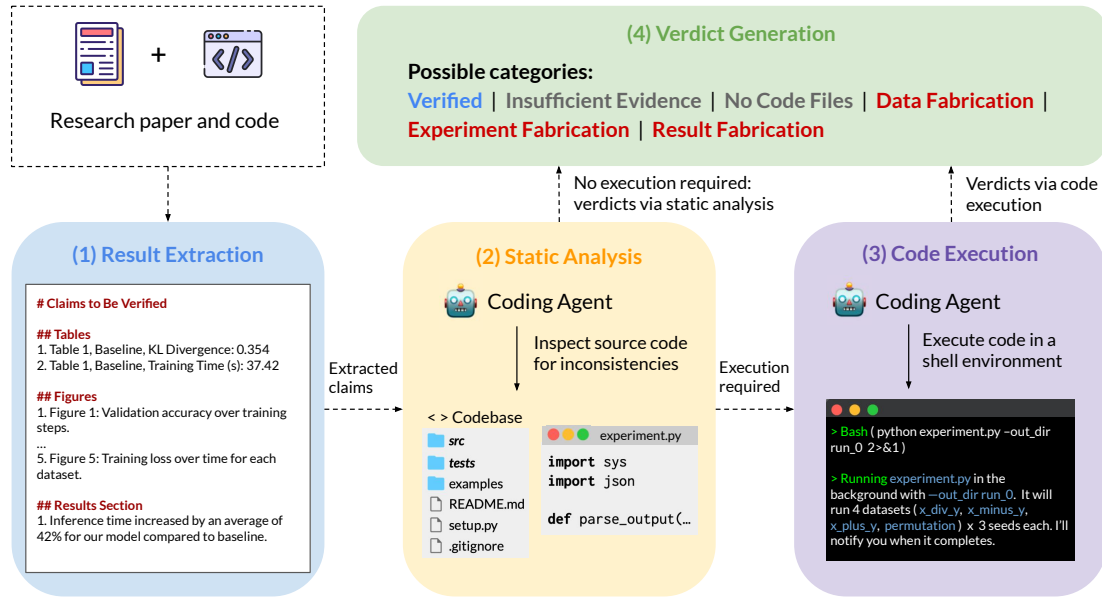 Research paper and code
+
</>
(4) Verdict Generation
Possible categories:
Verified | Insufficient Evidence | No Code Files | Data Fabrication |
Experiment Fabrication | Result Fabrication
No execution required:
verdicts via static analysis
Verdicts via code
execution
(1) Result Extraction
# Claims to Be Verified
## Tables
1. Table 1, Baseline, KL Divergence: 0.354
2. Table 1, Baseline, Training Time (s): 37.42
## Figures
1. Figure 1: Validation accuracy over training
steps.
...
5. Figure 5: Training loss over time for each
dataset.
## Results Section
1. Inference time increased by an average of
42% for our model compared to baseline.
Extracted
claims
(2) Static Analysis
Coding Agent
Inspect source code
for inconsistencies
< > Codebase
src
tests
examples
README.md
setup.py
.gitignore
experiment.py
import sys
import json
def parse_output(…
Execution
required
(3) Code Execution
Coding Agent
Execute code in a
shell environment
> Bash ( python experiment.py –out_dir
run_0 2>&1 )
> Running experiment.py in the
background with —out_dir run_0. It will
run 4 datasets ( x_div_y, x_minus_y,
x_plus_y, permutation ) x 3 seeds each. I'll
notify you when it completes.